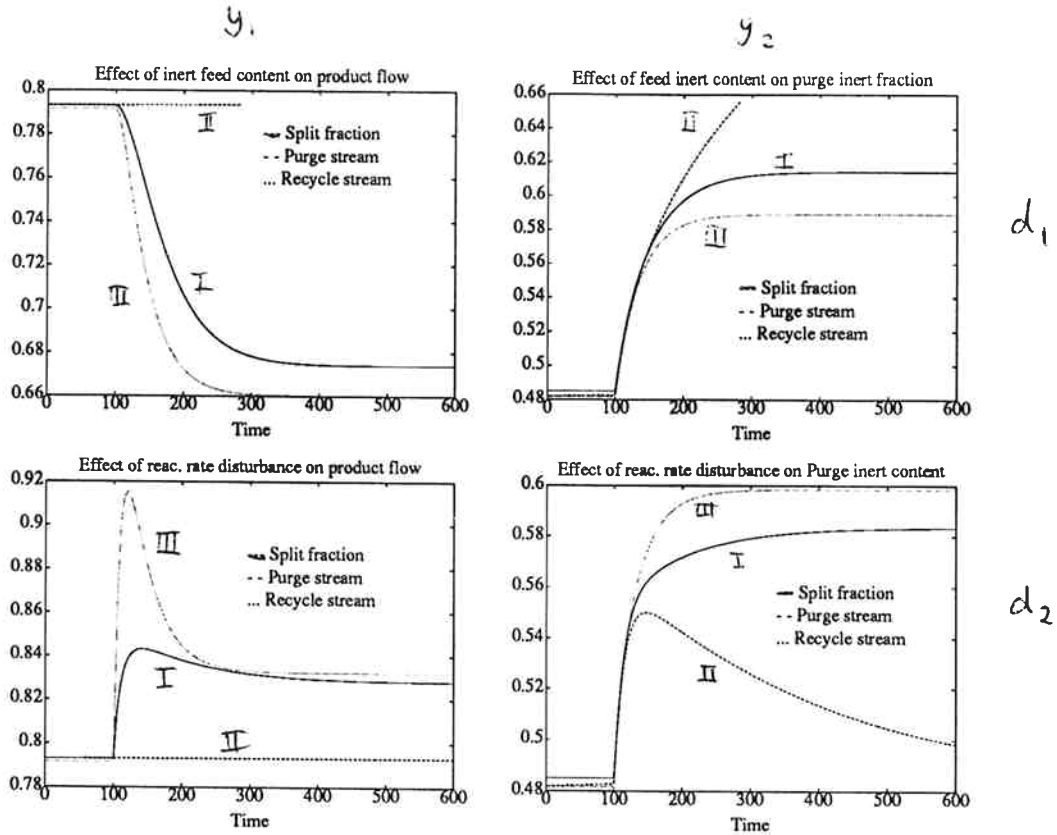 y₁
y₂
Effect of inert feed content on product flow
0.8
0.78
0.76
0.74
0.72
0.7
0.68
0.66
0 100 200 300 400 500 600
Time
II
Split fraction
Purge stream
Recycle stream
III
I
Effect of feed inert content on purge inert fraction
0.66
0.64
0.62
0.6
0.58
0.56
0.54
0.52
0.5
0.48
0 100 200 300 400 500 600
Time
II
I
III
Split fraction
Purge stream
Recycle stream
d₁
Effect of reac. rate disturbance on product flow
0.92
0.9
0.88
0.86
0.84
0.82
0.8
0.78
0 100 200 300 400 500 600
Time
III
Split fraction
Purge stream
Recycle stream
I
II
Effect of reac. rate disturbance on Purge inert content
0.6
0.58
0.56
0.54
0.52
0.5
0.48
0 100 200 300 400 500 600
Time
III
I
Split fraction
Purge stream
Recycle stream
II
d₂